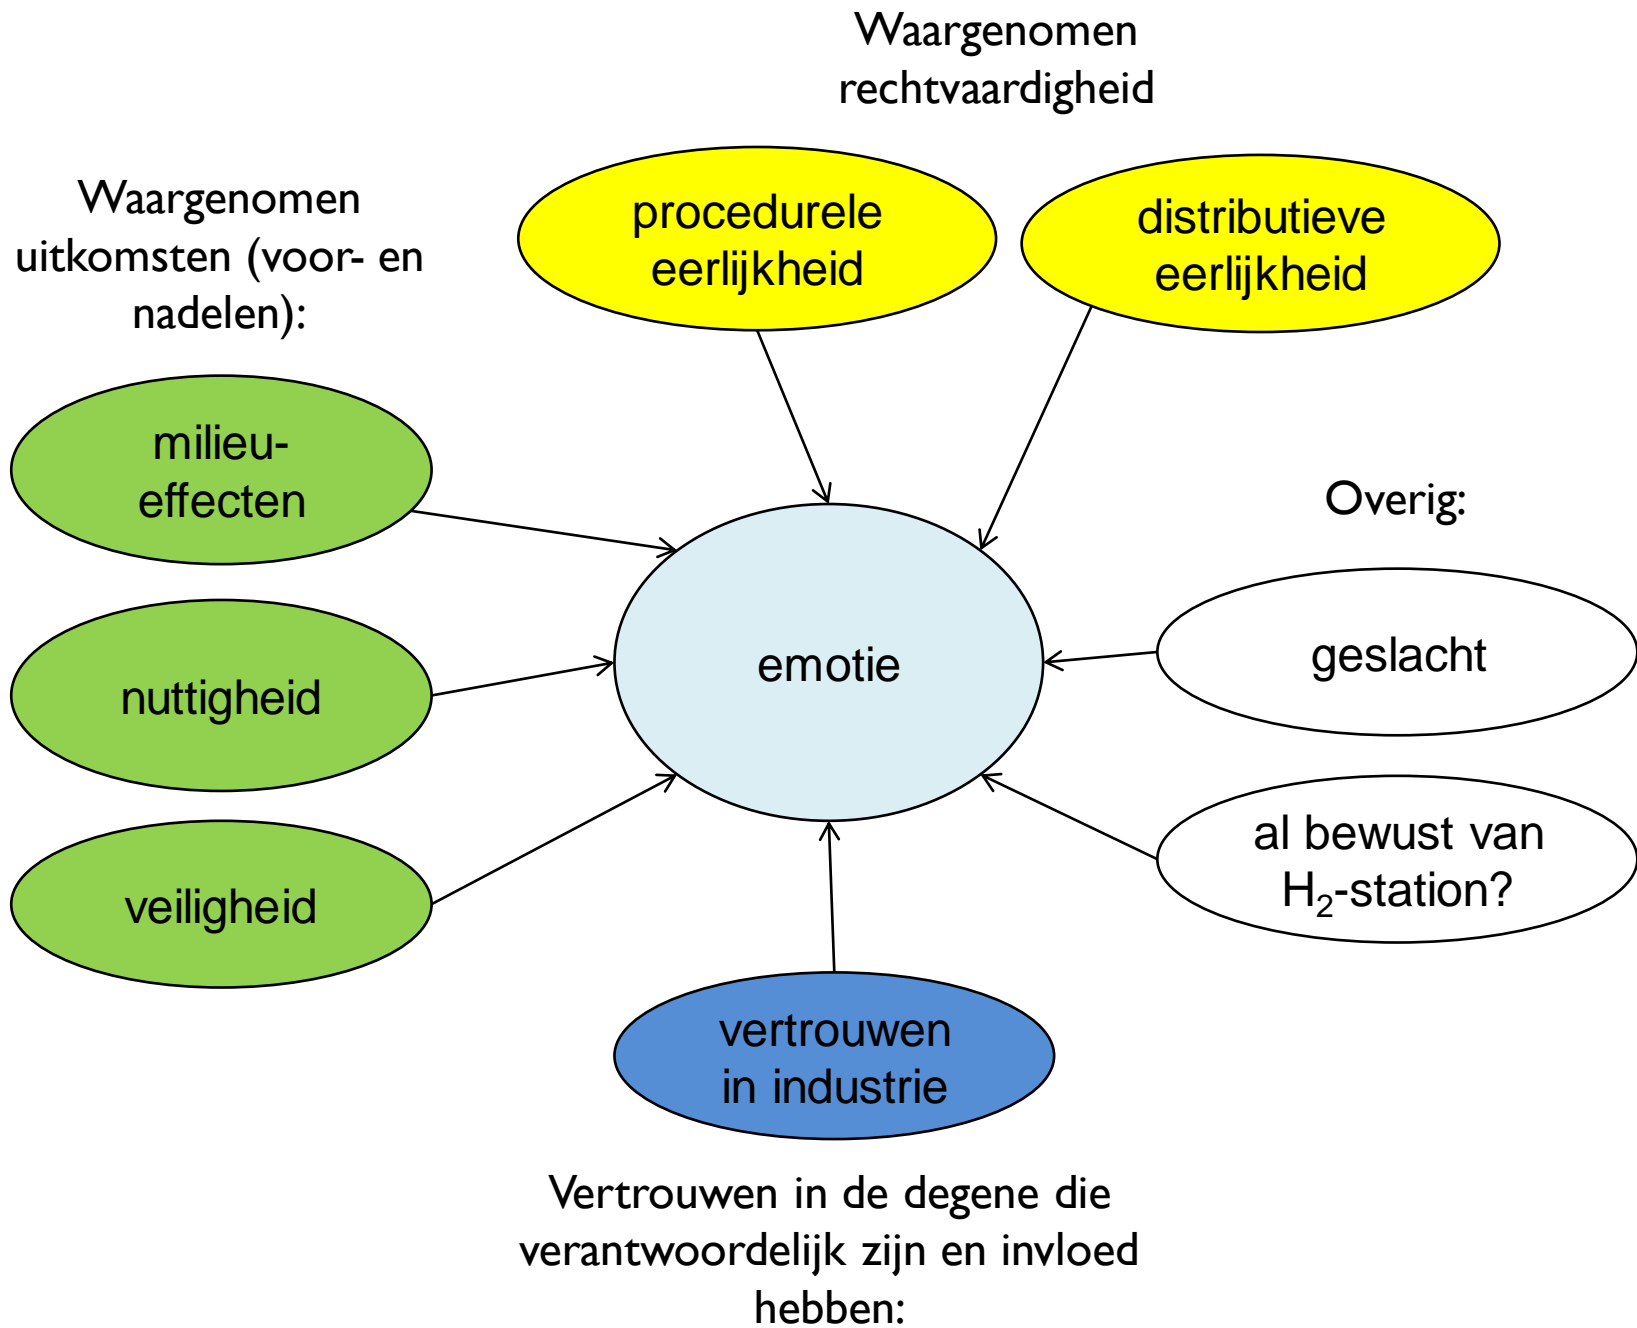 Waargenomen
rechtvaardigheid
procedurele
eerlijkheid
distributieve
eerlijkheid
Waargenomen
uitkomsten (voor- en
nadelen):
milieu-
effecten
nuttigheid
veiligheid
emotie
Overig:
geslacht
al bewust van
H₂-station?
vertrouwen
in industrie
Vertrouwen in de degene die
verantwoordelijk zijn en invloed
hebben: